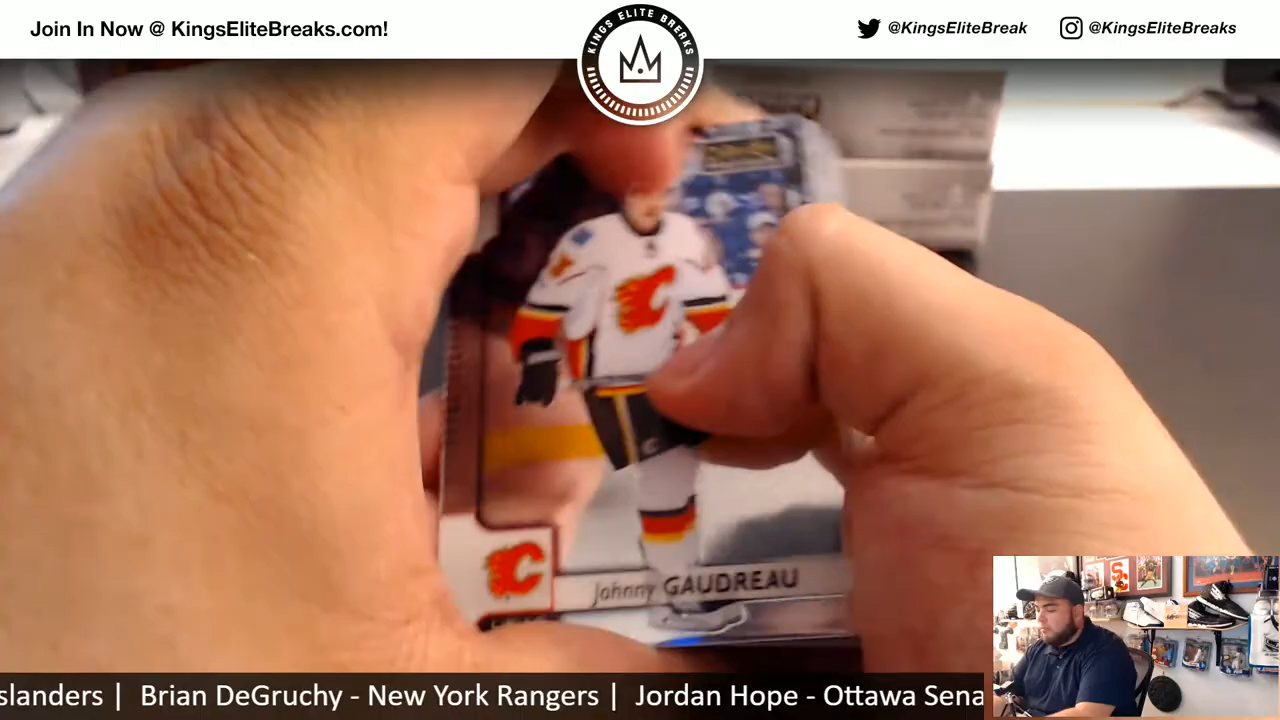 Join In Now @ KingsEliteBreaks.com!
KINGS ELITE BREAKS
@KingsEliteBreak
@KingsEliteBreaks
Johnny GAUDREAU
slanders | Brian DeGruchy - New York Rangers | Jordan Hope - Ottawa Sena